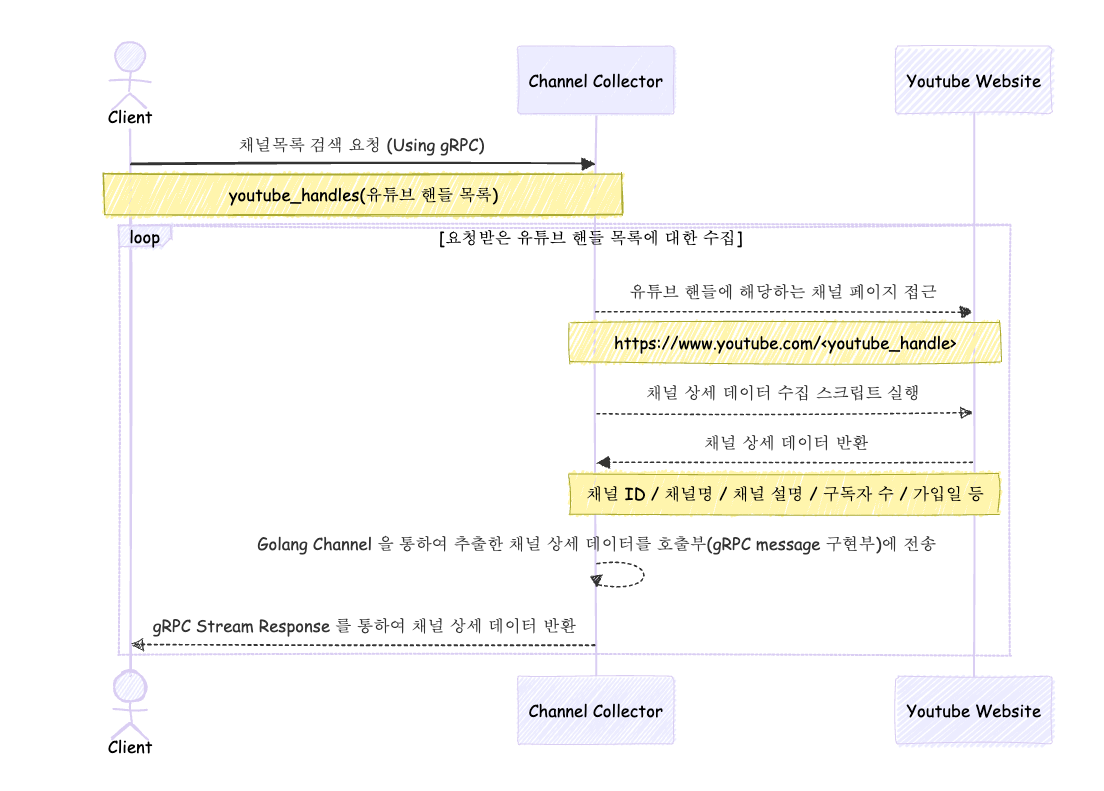 Client
Channel Collector
Youtube Website
채널목록 검색 요청 (Using gRPC)
youtube_handles(유튜브 핸들 목록)
loop
[요청받은 유튜브 핸들 목록에 대한 수집]
유튜브 핸들에 해당하는 채널 페이지 접근
https://www.youtube.com/<youtube_handle>
채널 상세 데이터 수집 스크립트 실행
채널 상세 데이터 반환
채널 ID / 채널명 / 채널 설명 / 구독자 수 / 가입일 등
Golang Channel 을 통하여 추출한 채널 상세 데이터를 호출부(gRPC message 구현부)에 전송
gRPC Stream Response 를 통하여 채널 상세 데이터 반환
Client
Channel Collector
Youtube Website